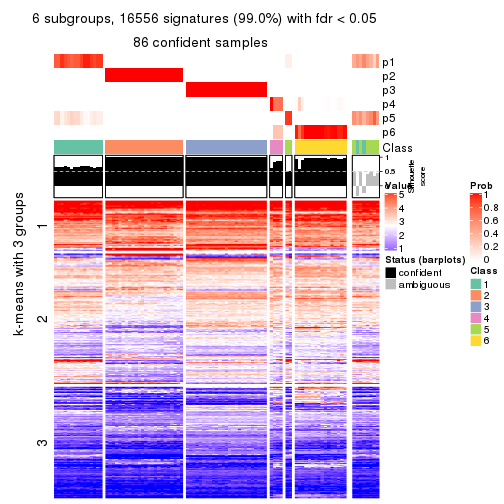 6 subgroups, 16556 signatures (99.0%) with fdr < 0.05
86 confident samples
p1
p2
p3
p4
p5
p6
Class
1
0.5
0
Silhouette
score
k-means with 3 groups
1
2
3
Value
5
4
3
2
1
Status (barplots)
confident
ambiguous
Prob
1
0.8
0.6
0.4
0.2
0
Class
1
2
3
4
5
6